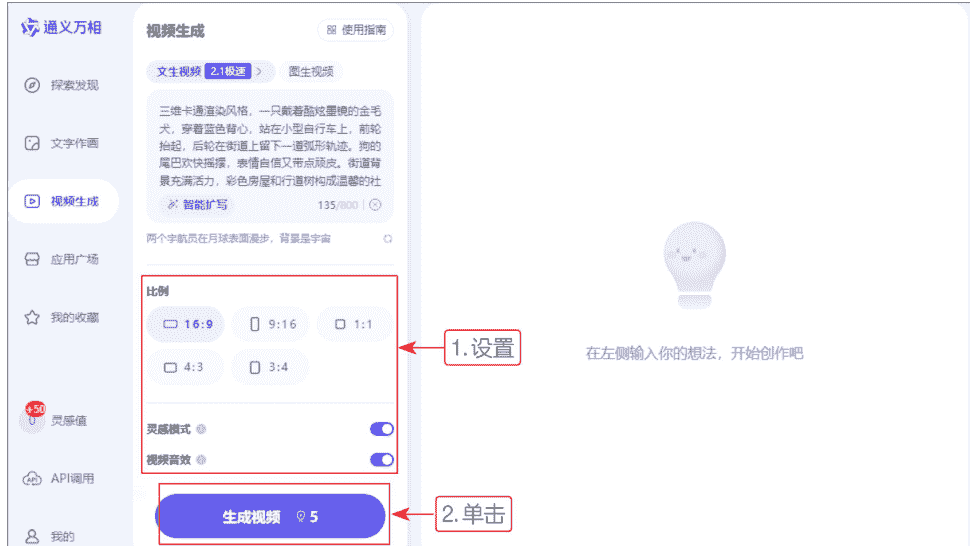 通义万相
探索发现
文字作画
视频生成
应用广场
我的收藏
+50
灵感值
API调用
我的
视频生成
使用指南
文生视频 2.1极速
图生视频
三维卡通渲染风格，一只戴着酷炫墨镜的金毛
犬，穿着蓝色背心，站在小型自行车上，前轮
抬起，后轮在街道上留下一道弧形轨迹。狗的
尾巴欢快摇摆，表情自信又带点顽皮。街道背
景充满活力，彩色房屋和行道树构成温馨的社
智能扩写
135/800
两个宇航员在月球表面漫步，背景是宇宙
比例
16:9
9:16
1:1
4:3
3:4
灵感模式
视频音效
生成视频 5
1.设置
2.单击
在左侧输入你的想法，开始创作吧